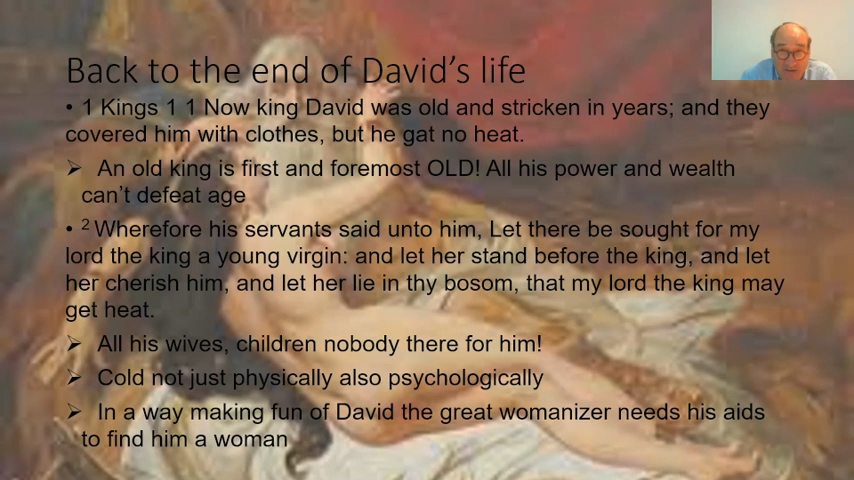 Back to the end of David's life
• 1 Kings 1 1 Now king David was old and stricken in years; and they
covered him with clothes, but he gat no heat.
➢ An old king is first and foremost OLD! All his power and wealth
can't defeat age
• 2 Wherefore his servants said unto him, Let there be sought for my
lord the king a young virgin: and let her stand before the king, and let
her cherish him, and let her lie in thy bosom, that my lord the king may
get heat.
➢ All his wives, children nobody there for him!
➢ Cold not just physically also psychologically
➢ In a way making fun of David the great womanizer needs his aids
to find him a woman